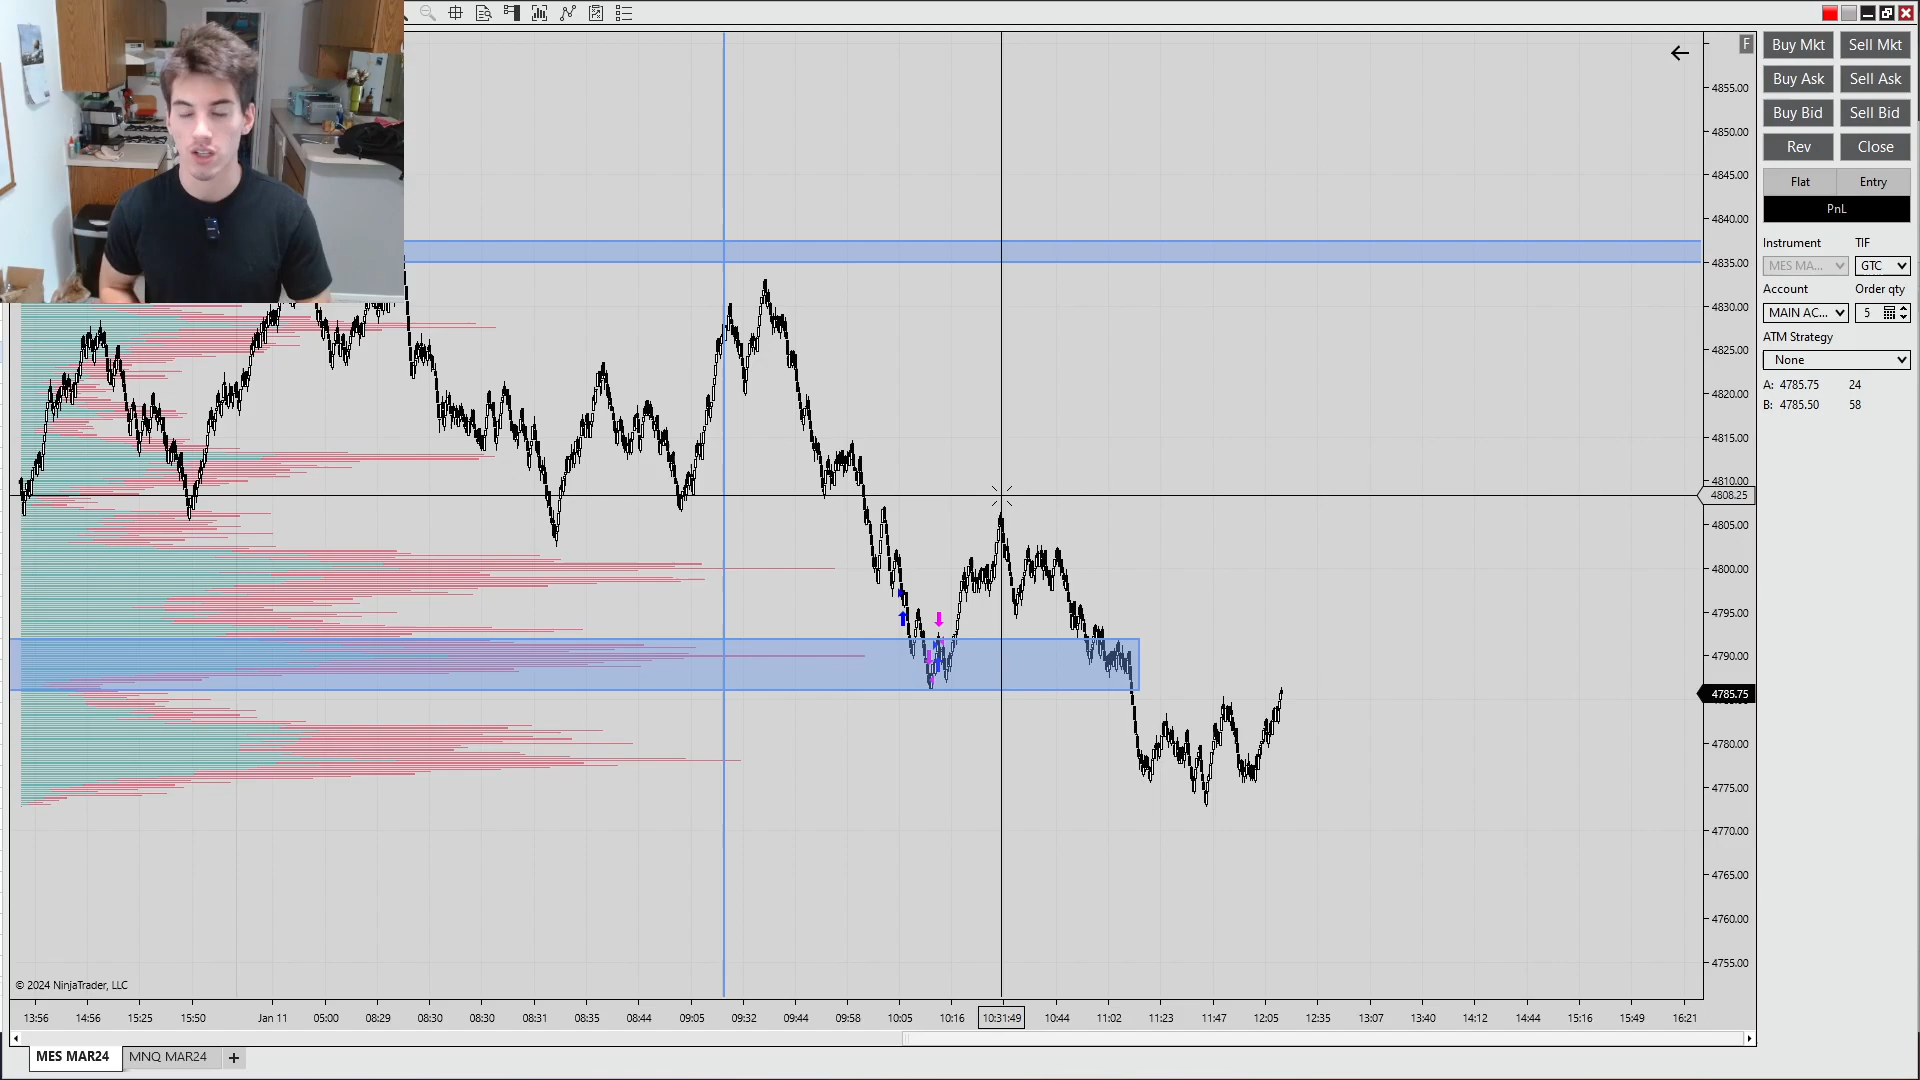 F
Buy Mkt Sell Mkt
4855.00
Buy Ask Sell Ask
4850.00
Buy Bid Sell Bid
4845.00
Rev Close
Flat Entry
4840.00
PnL
Instrument TIF
4835.00
MES MA... GTC
Account Order qty
4830.00
MAIN AC... 5
ATM Strategy
4825.00
None
A: 4785.75 24
4820.00
B: 4785.50 58
4815.00
4810.00
4808.25
4805.00
4800.00
4795.00
4790.00
4785.75
4780.00
4775.00
4770.00
4765.00
4760.00
4755.00
© 2024 NinjaTrader, LLC
13:56 14:56 15:25 15:50 Jan 11 05:00 08:29 08:30 08:30 08:31 08:35 08:44 09:05 09:32 09:44 09:58 10:05 10:16 10:31:49 10:44 11:02 11:23 11:47 12:05 12:35 13:07 13:40 14:12 14:44 15:16 15:49 16:21
MES MAR24 MNQ MAR24 +